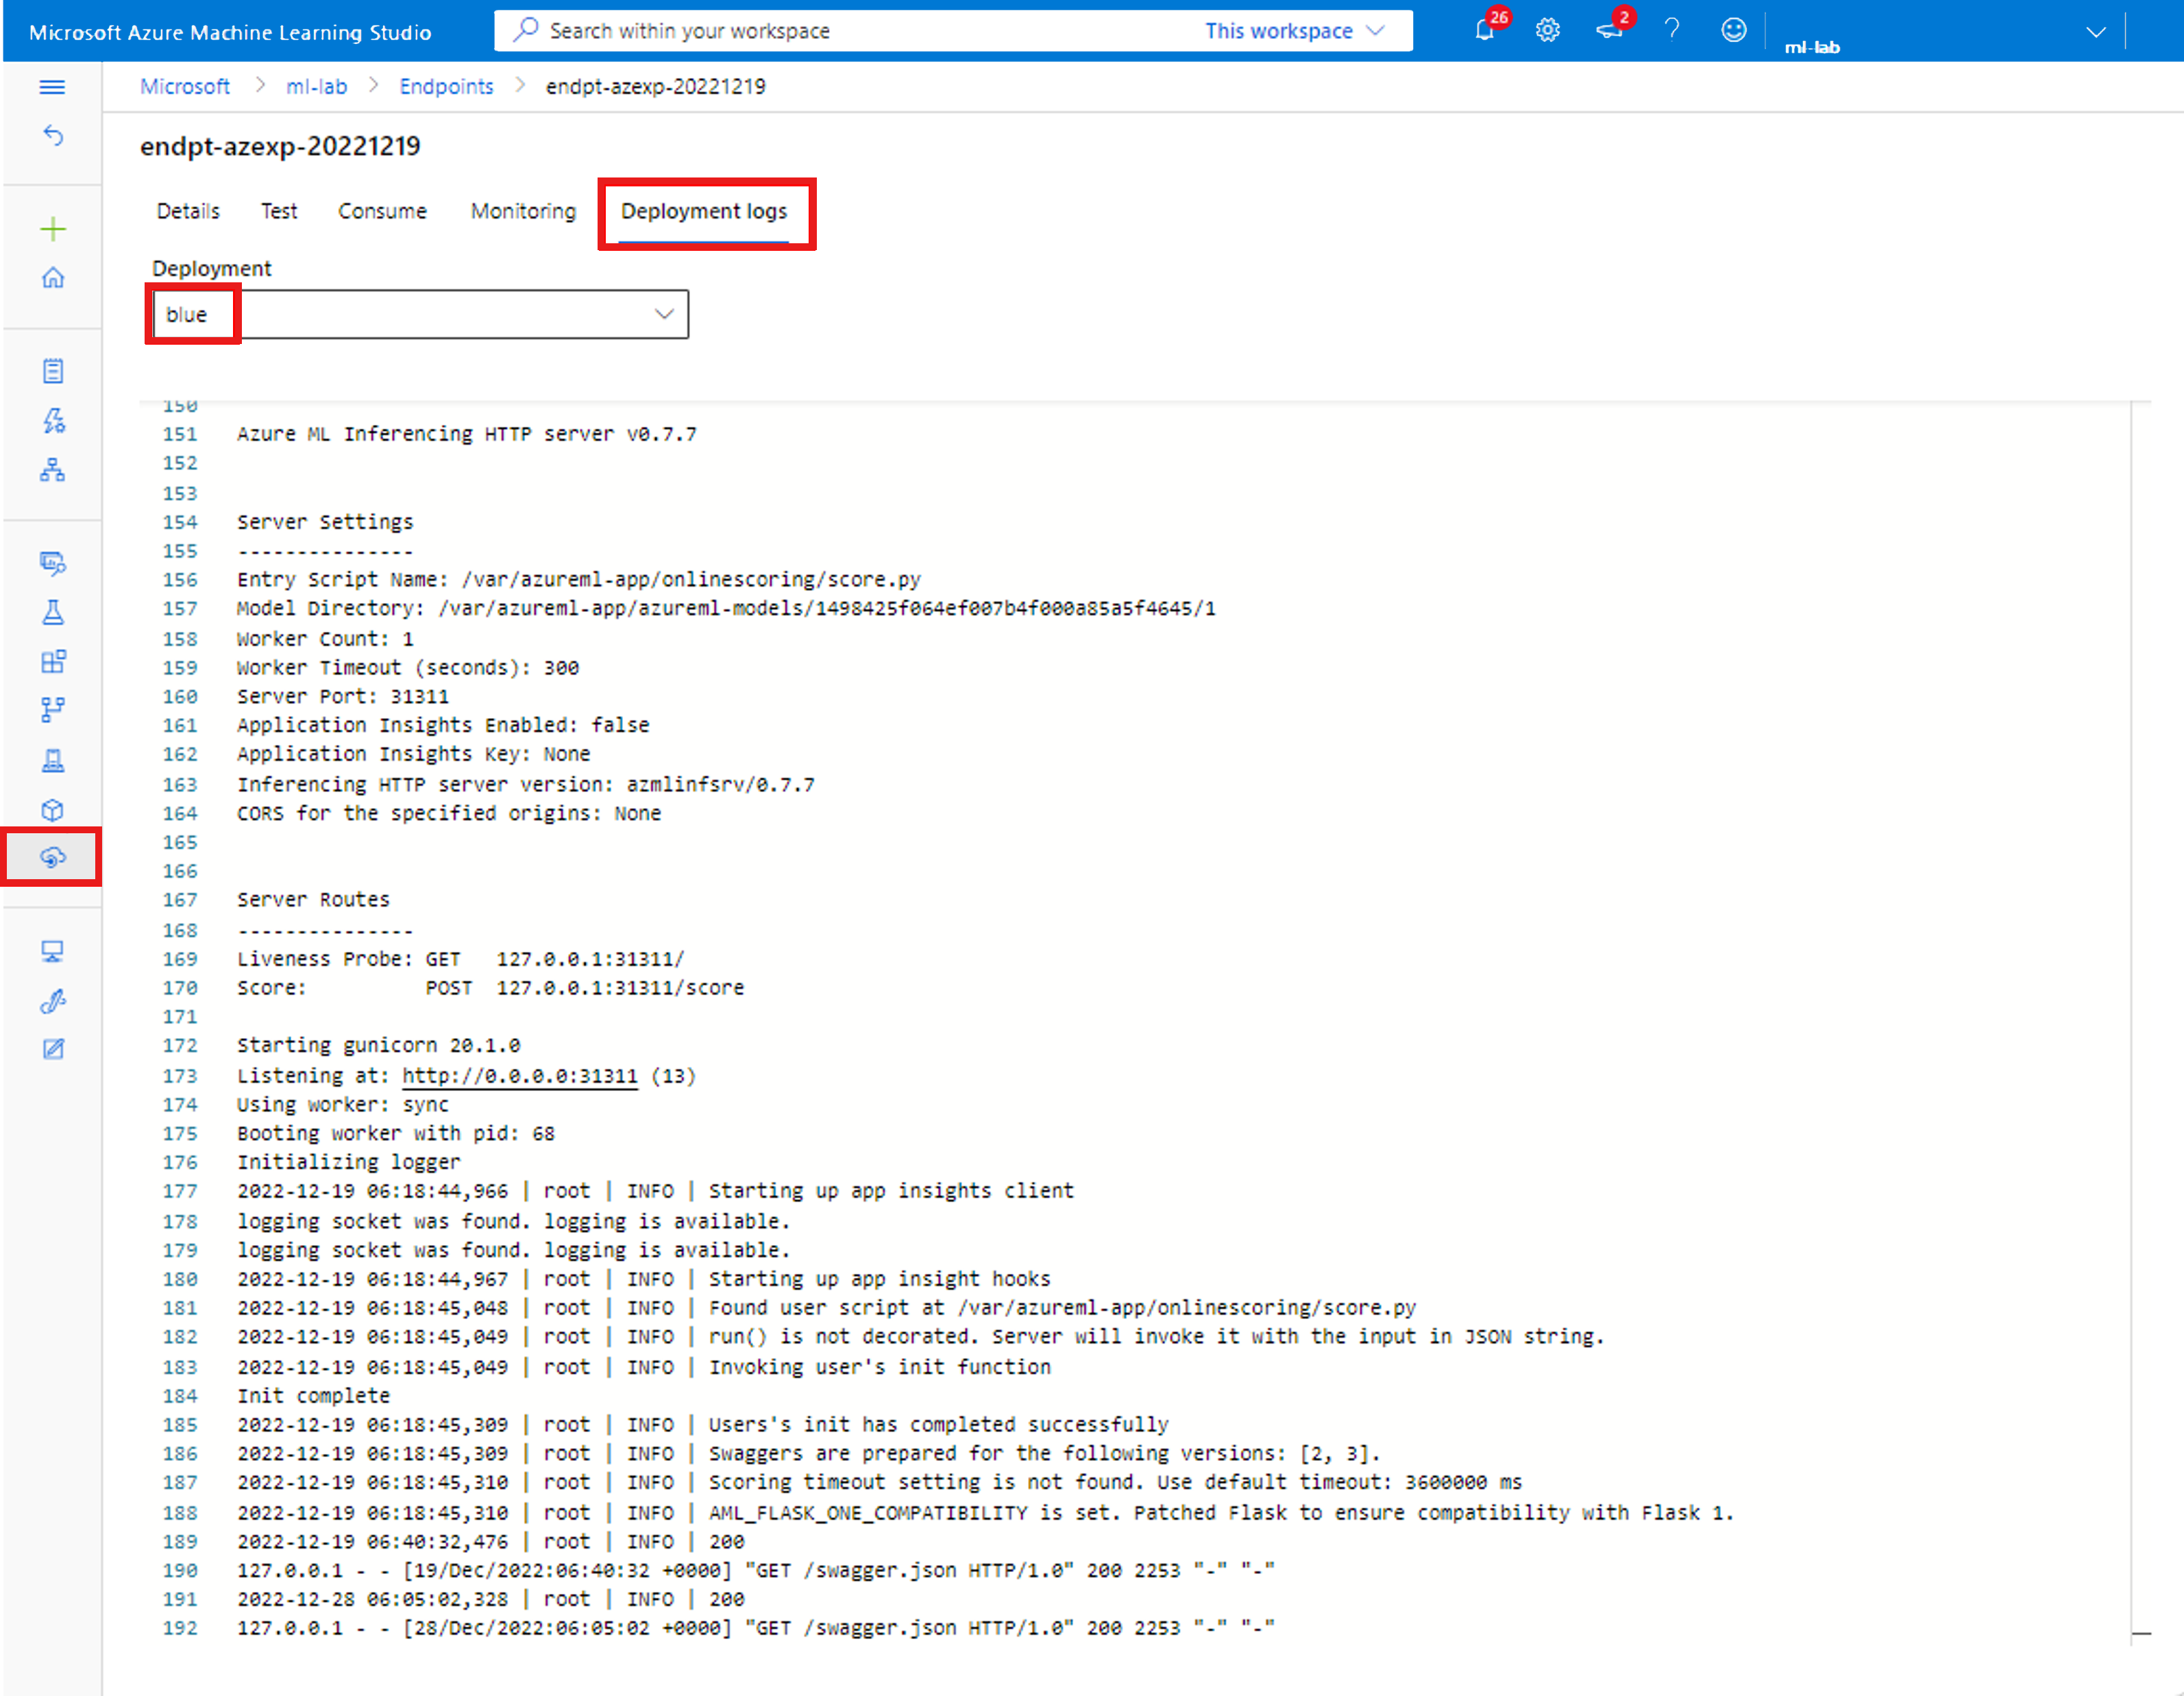 Microsoft Azure Machine Learning Studio
Search within your workspace
This workspace
26
2
ml-lab
Microsoft > ml-lab > Endpoints > endpt-azexp-20221219
endpt-azexp-20221219
Details Test Consume Monitoring Deployment logs
Deployment
blue
150
151 Azure ML Inferencing HTTP server v0.7.7
152
153
154 Server Settings
155 ---------------
156 Entry Script Name: /var/azureml-app/onlinescoring/score.py
157 Model Directory: /var/azureml-app/azureml-models/1498425f064ef007b4f000a85a5f4645/1
158 Worker Count: 1
159 Worker Timeout (seconds): 300
160 Server Port: 31311
161 Application Insights Enabled: false
162 Application Insights Key: None
163 Inferencing HTTP server version: azmlinfsrv/0.7.7
164 CORS for the specified origins: None
165
166
167 Server Routes
168 ---------------
169 Liveness Probe: GET   127.0.0.1:31311/
170 Score:          POST  127.0.0.1:31311/score
171
172 Starting gunicorn 20.1.0
173 Listening at: http://0.0.0.0:31311 (13)
174 Using worker: sync
175 Booting worker with pid: 68
176 Initializing logger
177 2022-12-19 06:18:44,966 | root | INFO | Starting up app insights client
178 logging socket was found. logging is available.
179 logging socket was found. logging is available.
180 2022-12-19 06:18:44,967 | root | INFO | Starting up app insight hooks
181 2022-12-19 06:18:45,048 | root | INFO | Found user script at /var/azureml-app/onlinescoring/score.py
182 2022-12-19 06:18:45,049 | root | INFO | run() is not decorated. Server will invoke it with the input in JSON string.
183 2022-12-19 06:18:45,049 | root | INFO | Invoking user's init function
184 Init complete
185 2022-12-19 06:18:45,309 | root | INFO | Users's init has completed successfully
186 2022-12-19 06:18:45,309 | root | INFO | Swaggers are prepared for the following versions: [2, 3].
187 2022-12-19 06:18:45,310 | root | INFO | Scoring timeout setting is not found. Use default timeout: 3600000 ms
188 2022-12-19 06:18:45,310 | root | INFO | AML_FLASK_ONE_COMPATIBILITY is set. Patched Flask to ensure compatibility with Flask 1.
189 2022-12-19 06:40:32,476 | root | INFO | 200
190 127.0.0.1 - - [19/Dec/2022:06:40:32 +0000] "GET /swagger.json HTTP/1.0" 200 2253 "-" "-"
191 2022-12-28 06:05:02,328 | root | INFO | 200
192 127.0.0.1 - - [28/Dec/2022:06:05:02 +0000] "GET /swagger.json HTTP/1.0" 200 2253 "-" "-"